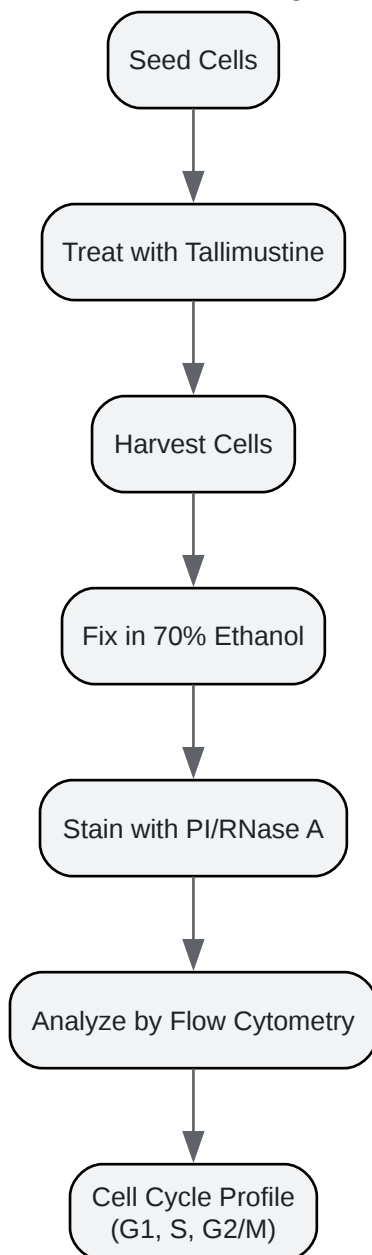 Seed Cells
Treat with Tallimustine
Harvest Cells
Fix in 70% Ethanol
Stain with PI/RNase A
Analyze by Flow Cytometry
Cell Cycle Profile
(G1, S, G2/M)